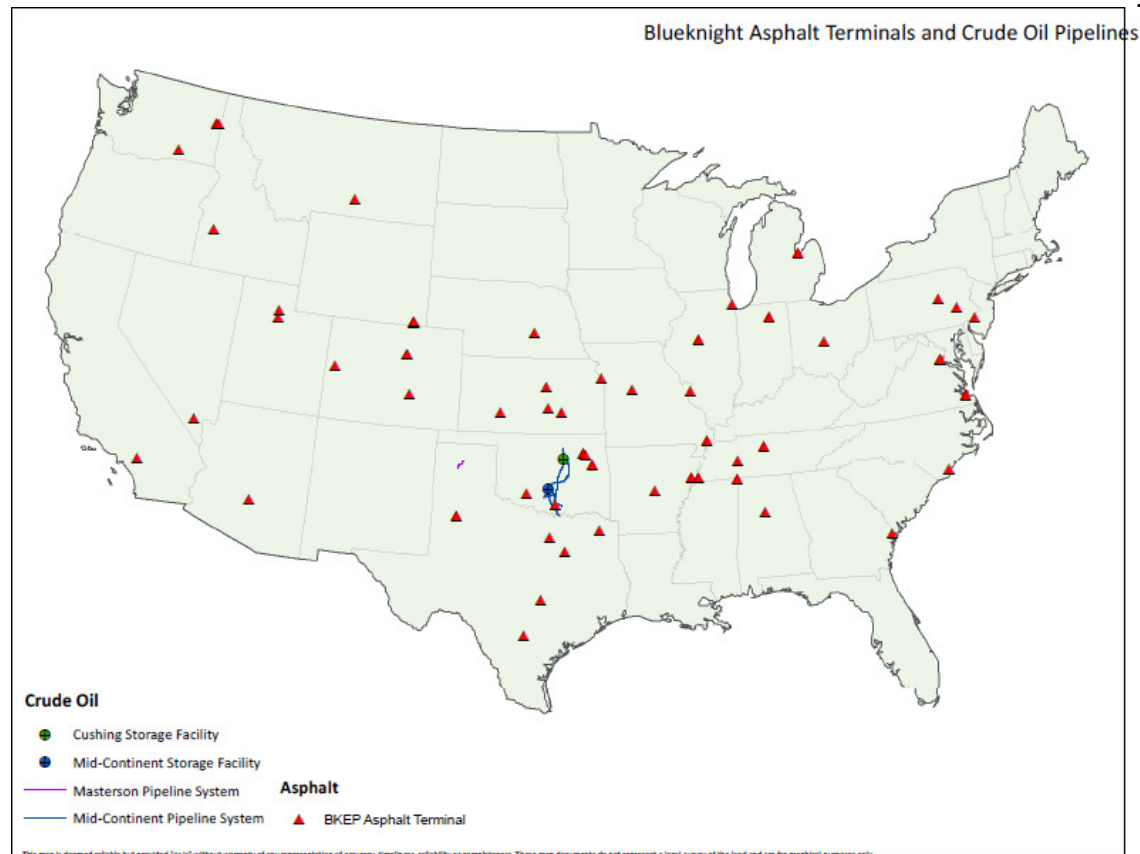 Blueknight Asphalt Terminals and Crude Oil Pipelines
Crude Oil
Cushing Storage Facility
Mid-Continent Storage Facility
Masterson Pipeline System
Asphalt
Mid-Continent Pipeline System
BKEP Asphalt Terminal